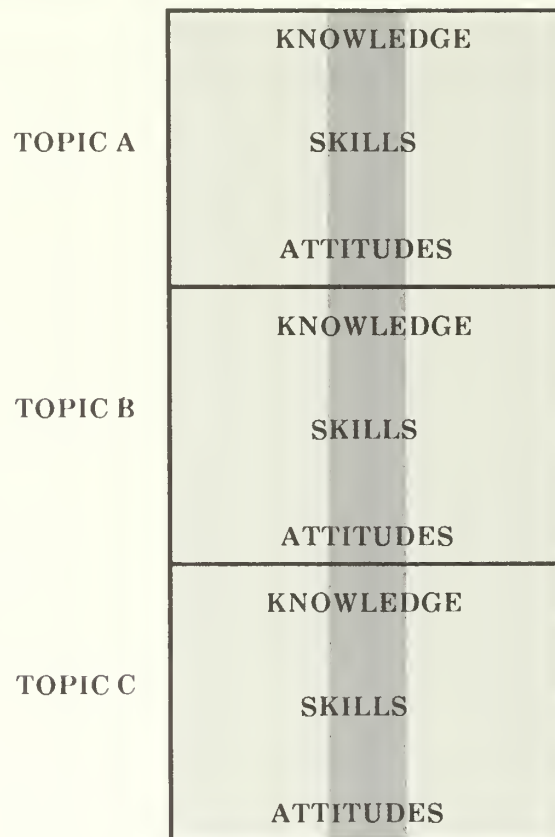 KNOWLEDGE
TOPIC A SKILLS
ATTITUDES
KNOWLEDGE
TOPIC B SKILLS
ATTITUDES
KNOWLEDGE
TOPIC C SKILLS
ATTITUDES